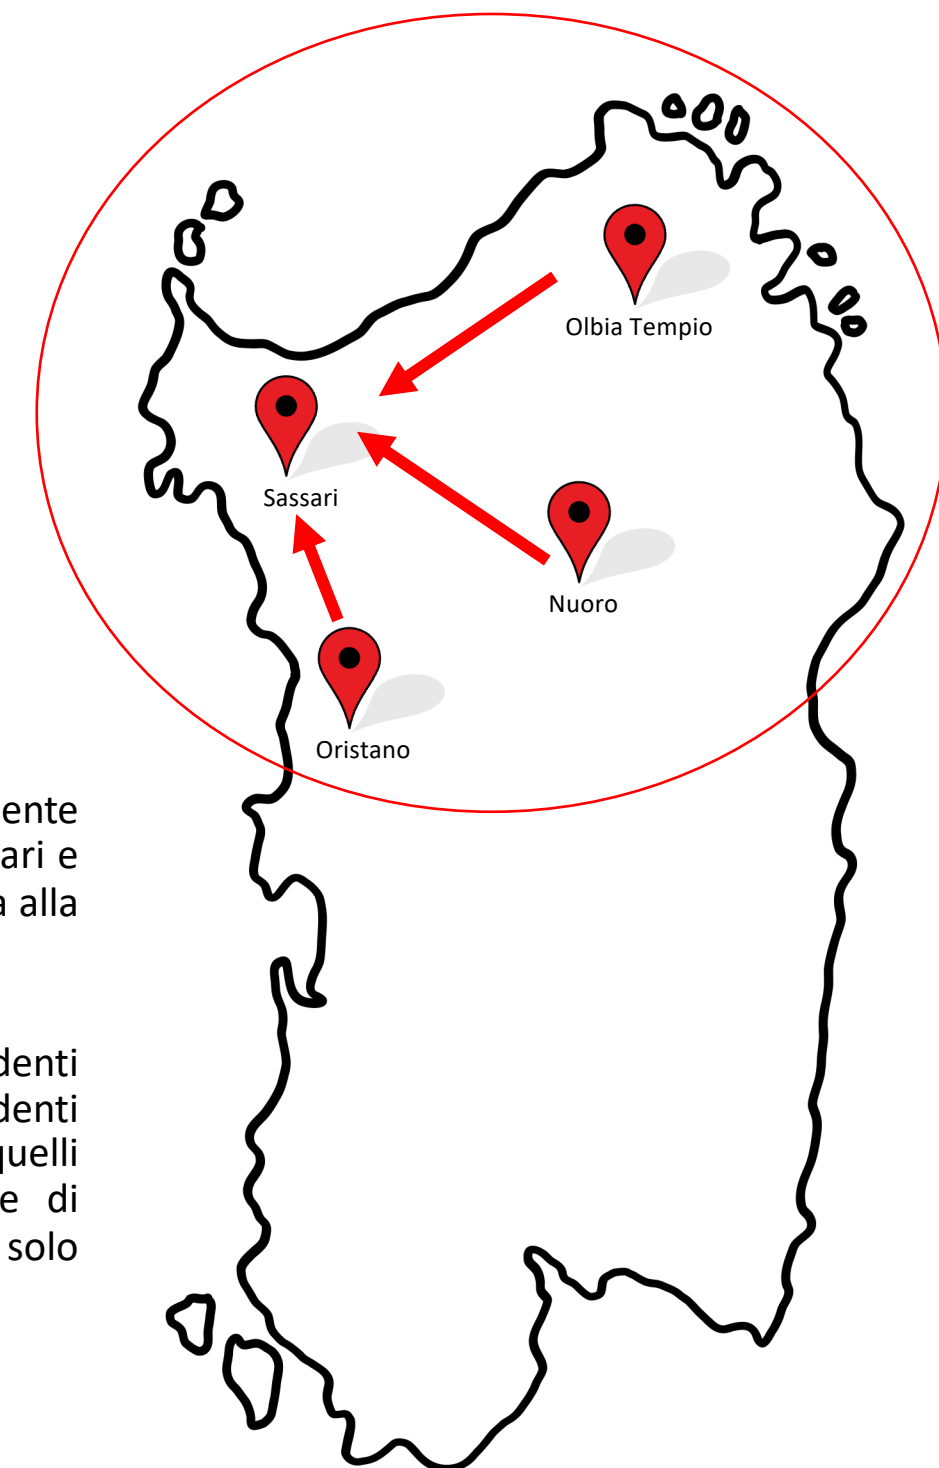 Olbia Tempio
Sassari
Nuoro
Oristano
ente
ari e
a alla
denti
denti
quelli
e di
solo